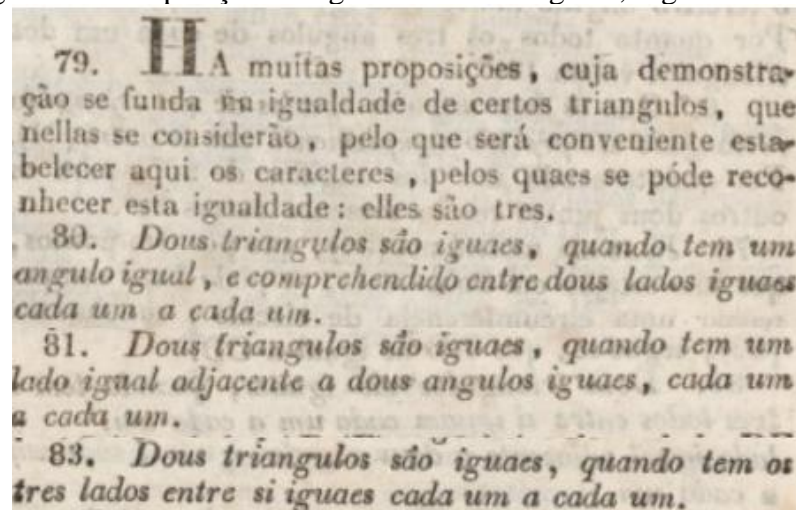 79. HA muitas proposições, cuja demonstra-
ção se funda na igualdade de certos triangulos, que
nellas se considerão, pelo que será conveniente esta-
belecer aqui os caracteres, pelos quaes se póde reco-
nhecer esta igualdade: elles são tres.
80. Dous triangulos são iguaes, quando tem um
angulo igual, e comprehendido entre dous lados iguaes
cada um a cada um.
81. Dous triangulos são iguaes, quando tem um
lado igual adjacente a dous angulos iguaes, cada um
a cada um.
83. Dous triangulos são iguaes, quando tem os
tres lados entre si iguaes cada um a cada um.